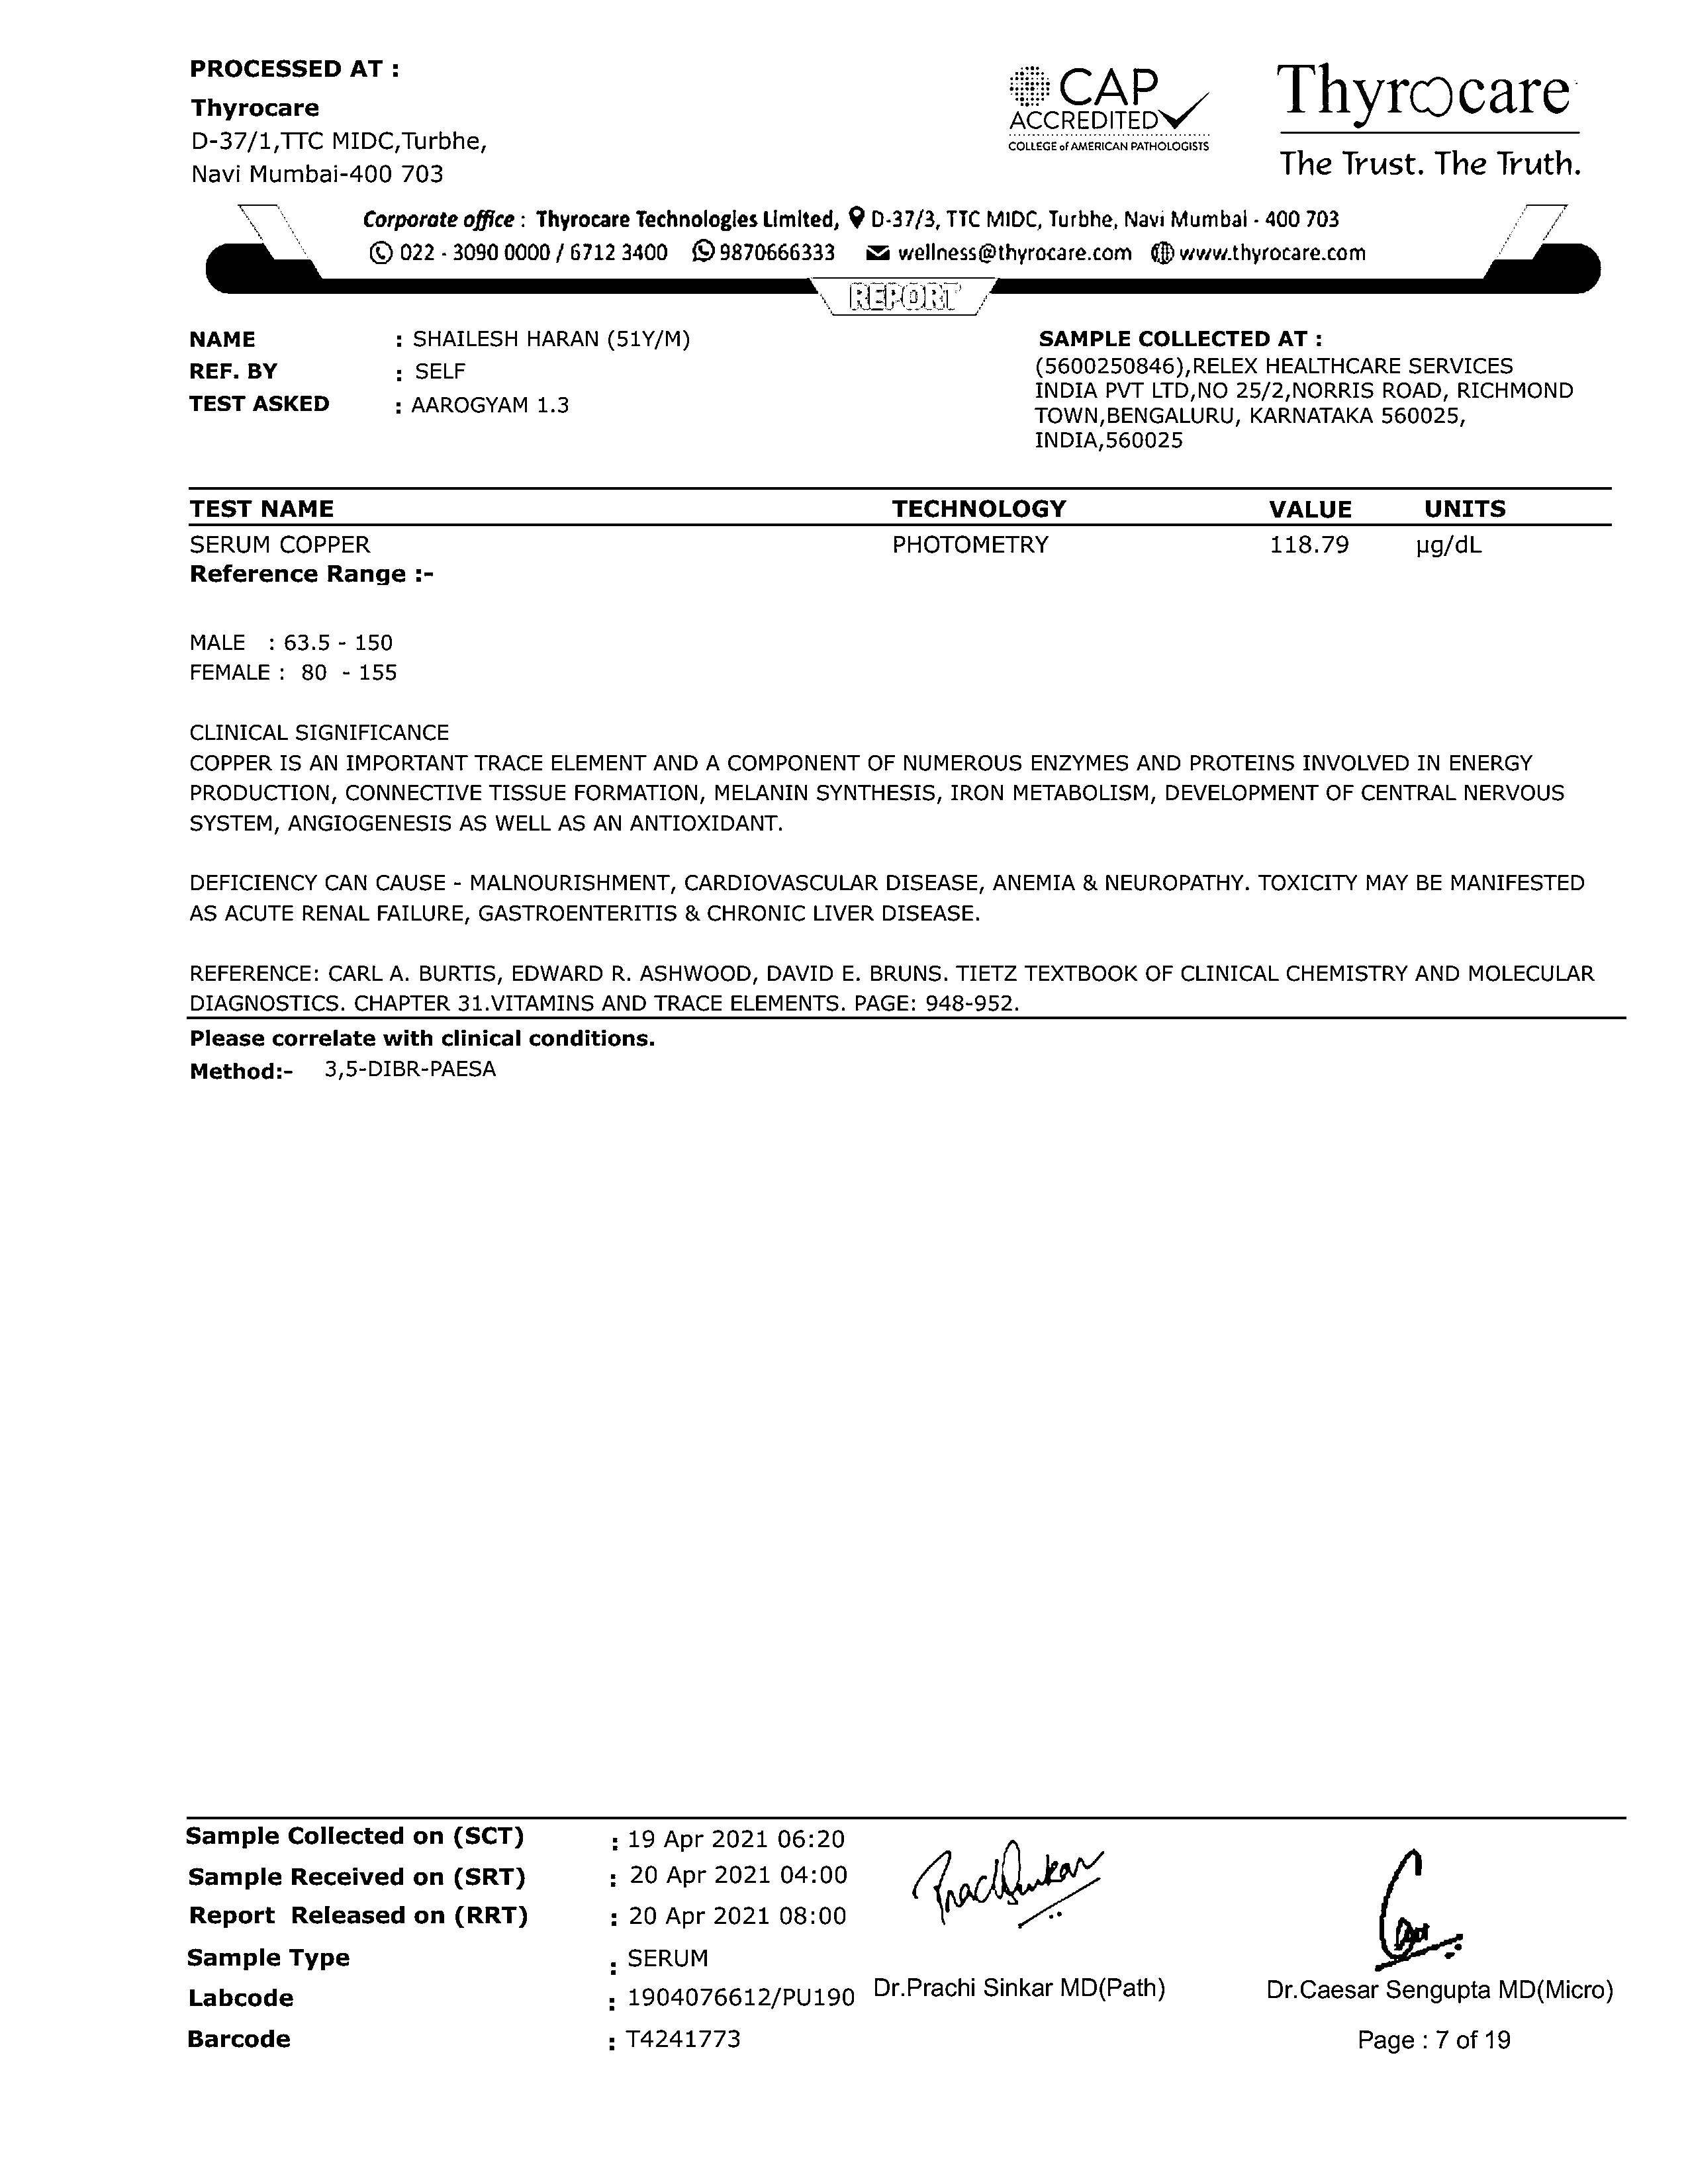 PROCESSED AT :
Thyrocare
D-37/1,TTC MIDC,Turbhe,
Navi Mumbai-400 703
CAP
ACCREDITED
COLLEGE of AMERICAN PATHOLOGISTS
Thyrocare
The Trust. The Truth.
Corporate office : Thyrocare Technologies Limited, D-37/3, TTC MIDC, Turbhe, Navi Mumbai - 400 703
022 - 3090 0000 / 6712 3400 9870666333 wellness@thyrocare.com www.thyrocare.com
REPORT
NAME : SHAILESH HARAN (51Y/M)
REF. BY : SELF
TEST ASKED : AAROGYAM 1.3
SAMPLE COLLECTED AT :
(5600250846),RELEX HEALTHCARE SERVICES
INDIA PVT LTD,NO 25/2,NORRIS ROAD, RICHMOND
TOWN,BENGALURU, KARNATAKA 560025,
INDIA,560025
TEST NAME TECHNOLOGY VALUE UNITS
SERUM COPPER PHOTOMETRY 118.79 µg/dL
Reference Range :-
MALE : 63.5 - 150
FEMALE : 80 - 155
CLINICAL SIGNIFICANCE
COPPER IS AN IMPORTANT TRACE ELEMENT AND A COMPONENT OF NUMEROUS ENZYMES AND PROTEINS INVOLVED IN ENERGY
PRODUCTION, CONNECTIVE TISSUE FORMATION, MELANIN SYNTHESIS, IRON METABOLISM, DEVELOPMENT OF CENTRAL NERVOUS
SYSTEM, ANGIOGENESIS AS WELL AS AN ANTIOXIDANT.
DEFICIENCY CAN CAUSE - MALNOURISHMENT, CARDIOVASCULAR DISEASE, ANEMIA & NEUROPATHY. TOXICITY MAY BE MANIFESTED
AS ACUTE RENAL FAILURE, GASTROENTERITIS & CHRONIC LIVER DISEASE.
REFERENCE: CARL A. BURTIS, EDWARD R. ASHWOOD, DAVID E. BRUNS. TIETZ TEXTBOOK OF CLINICAL CHEMISTRY AND MOLECULAR
DIAGNOSTICS. CHAPTER 31.VITAMINS AND TRACE ELEMENTS. PAGE: 948-952.
Please correlate with clinical conditions.
Method:- 3,5-DIBR-PAESA
Sample Collected on (SCT) : 19 Apr 2021 06:20
Sample Received on (SRT) : 20 Apr 2021 04:00
Report Released on (RRT) : 20 Apr 2021 08:00
Sample Type : SERUM
Labcode : 1904076612/PU190
Barcode : T4241773
Dr.Prachi Sinkar MD(Path)
Dr.Caesar Sengupta MD(Micro)
Page : 7 of 19